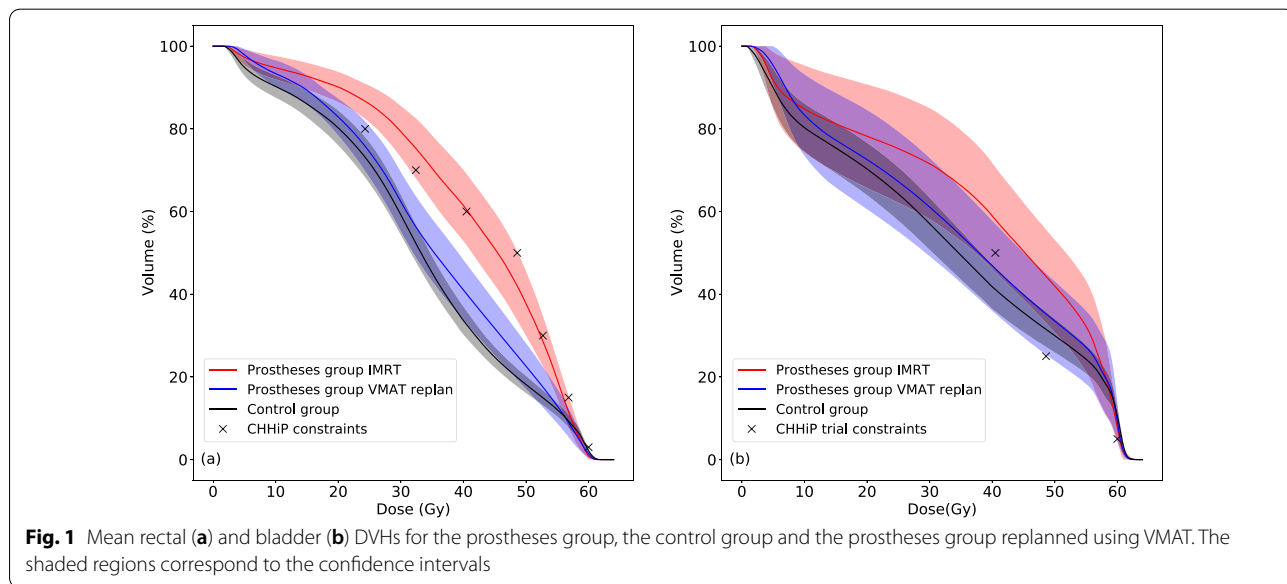 100
80
60
40
20
0
Volume (%)
Prostheses group IMRT
Prostheses group VMAT replan
Control group
CHHiP constraints
(a)
0 10 20 30 40 50 60
Dose (Gy)
100
80
60
40
20
0
Volume (%)
Prostheses group IMRT
Prostheses group VMAT replan
Control group
CHHiP trial constraints
(b)
0 10 20 30 40 50 60
Dose(Gy)
Fig. 1 Mean rectal (a) and bladder (b) DVHs for the prostheses group, the control group and the prostheses group replanned using VMAT. The
shaded regions correspond to the confidence intervals